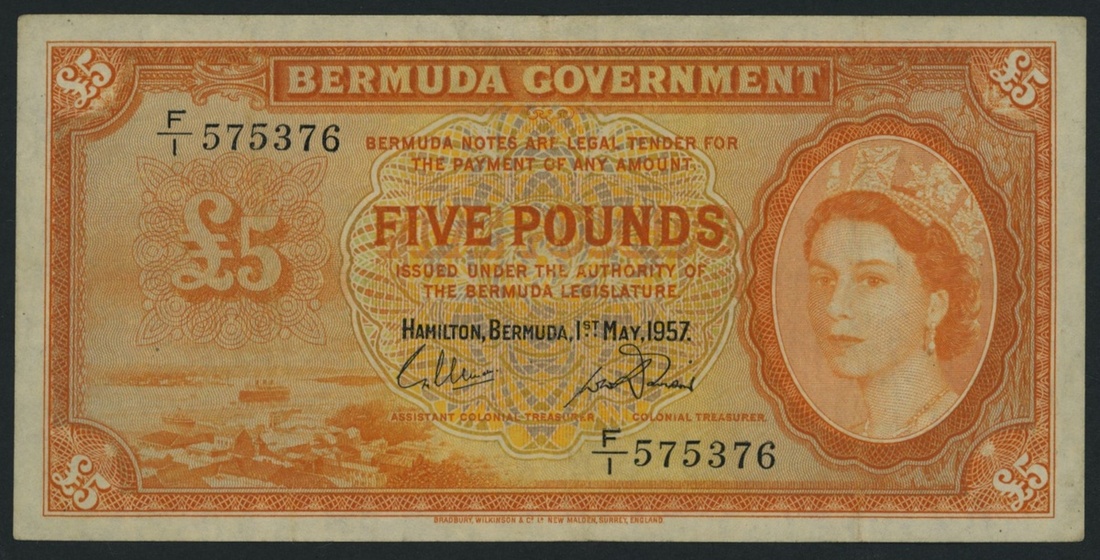 £5
BERMUDA GOVERNMENT
£5
F/1 575376
BERMUDA NOTES ARE LEGAL TENDER FOR
THE PAYMENT OF ANY AMOUNT.
£5
FIVE POUNDS
ISSUED UNDER THE AUTHORITY OF
THE BERMUDA LEGISLATURE
HAMILTON, BERMUDA, 1ST MAY, 1957.
ASSISTANT COLONIAL TREASURER
COLONIAL TREASURER.
F/1 575376
£5
£5
BRADBURY, WILKINSON & Co Ld NEW MALDEN, SURREY, ENGLAND.